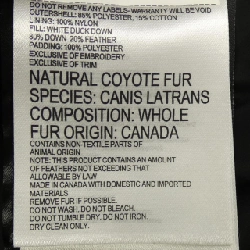 DO NOT REMOVE ANY LABELS- WARRANTY WILL BE VOID
OUTERSHELL: 85% POLYESTER, 15% COTTON
LINING: 100% NYLON
FILL: WHITE DUCK DOWN
80% DOWN 20% FEATHER
PADDING: 100% POLYESTER
EXCLUSIVE OF EMBROIDERY
EXCLUSIVE OF TRIM
NATURAL COYOTE FUR
SPECIES: CANIS LATRANS
COMPOSITION: WHOLE
FUR ORIGIN: CANADA
CONTAINS NON-TEXTILE PARTS OF
ANIMAL ORIGIN
NOTE: THIS PRODUCT CONTAINS AN AMOUNT
OF FEATHERS NOT EXCEEDING THAT
ALLOWABLE BY LAW
MADE IN CANADA WITH DOMESTIC AND IMPORTED
MATERIALS
REMOVE FUR IF POSSIBLE.
DO NOT WASH. DO NOT BLEACH.
DO NOT TUMBLE DRY. DO NOT IRON.
DRY CLEAN ONLY.